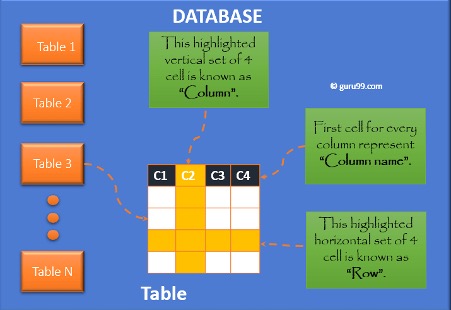 DATABASE
Table 1
Table 2
Table 3
Table N
This highlighted
vertical set of 4
cell is known as
“Column”.
© guru99.com
First cell for every
column represent
“Column name”.
C1 C2 C3 C4
This highlighted
horizontal set of 4
cell is known as
“Row”.
Table